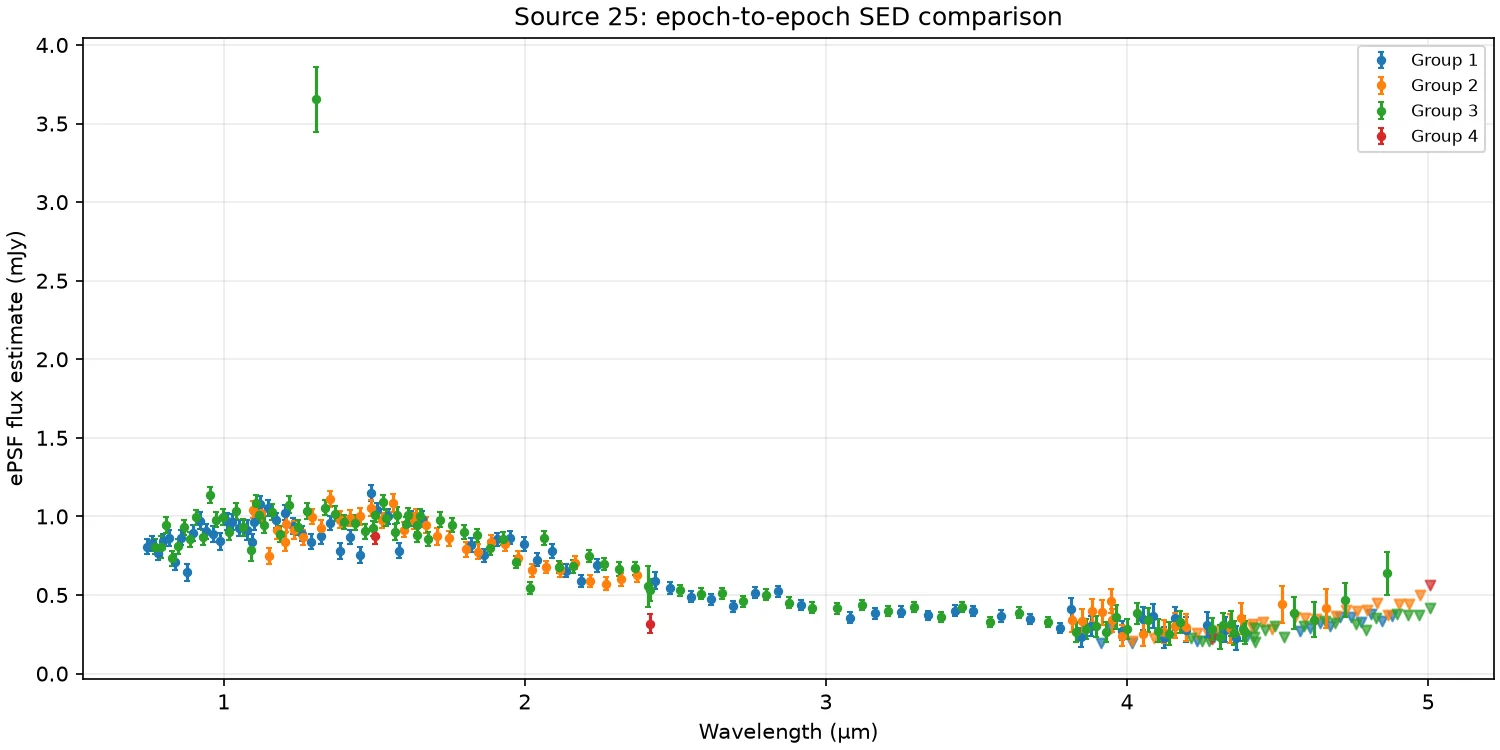 Source 25: epoch-to-epoch SED comparison
ePSF flux estimate (mJy)
4.0
3.5
3.0
2.5
2.0
1.5
1.0
0.5
0.0
Group 1
Group 2
Group 3
Group 4
1 2 3 4 5
Wavelength (µm)